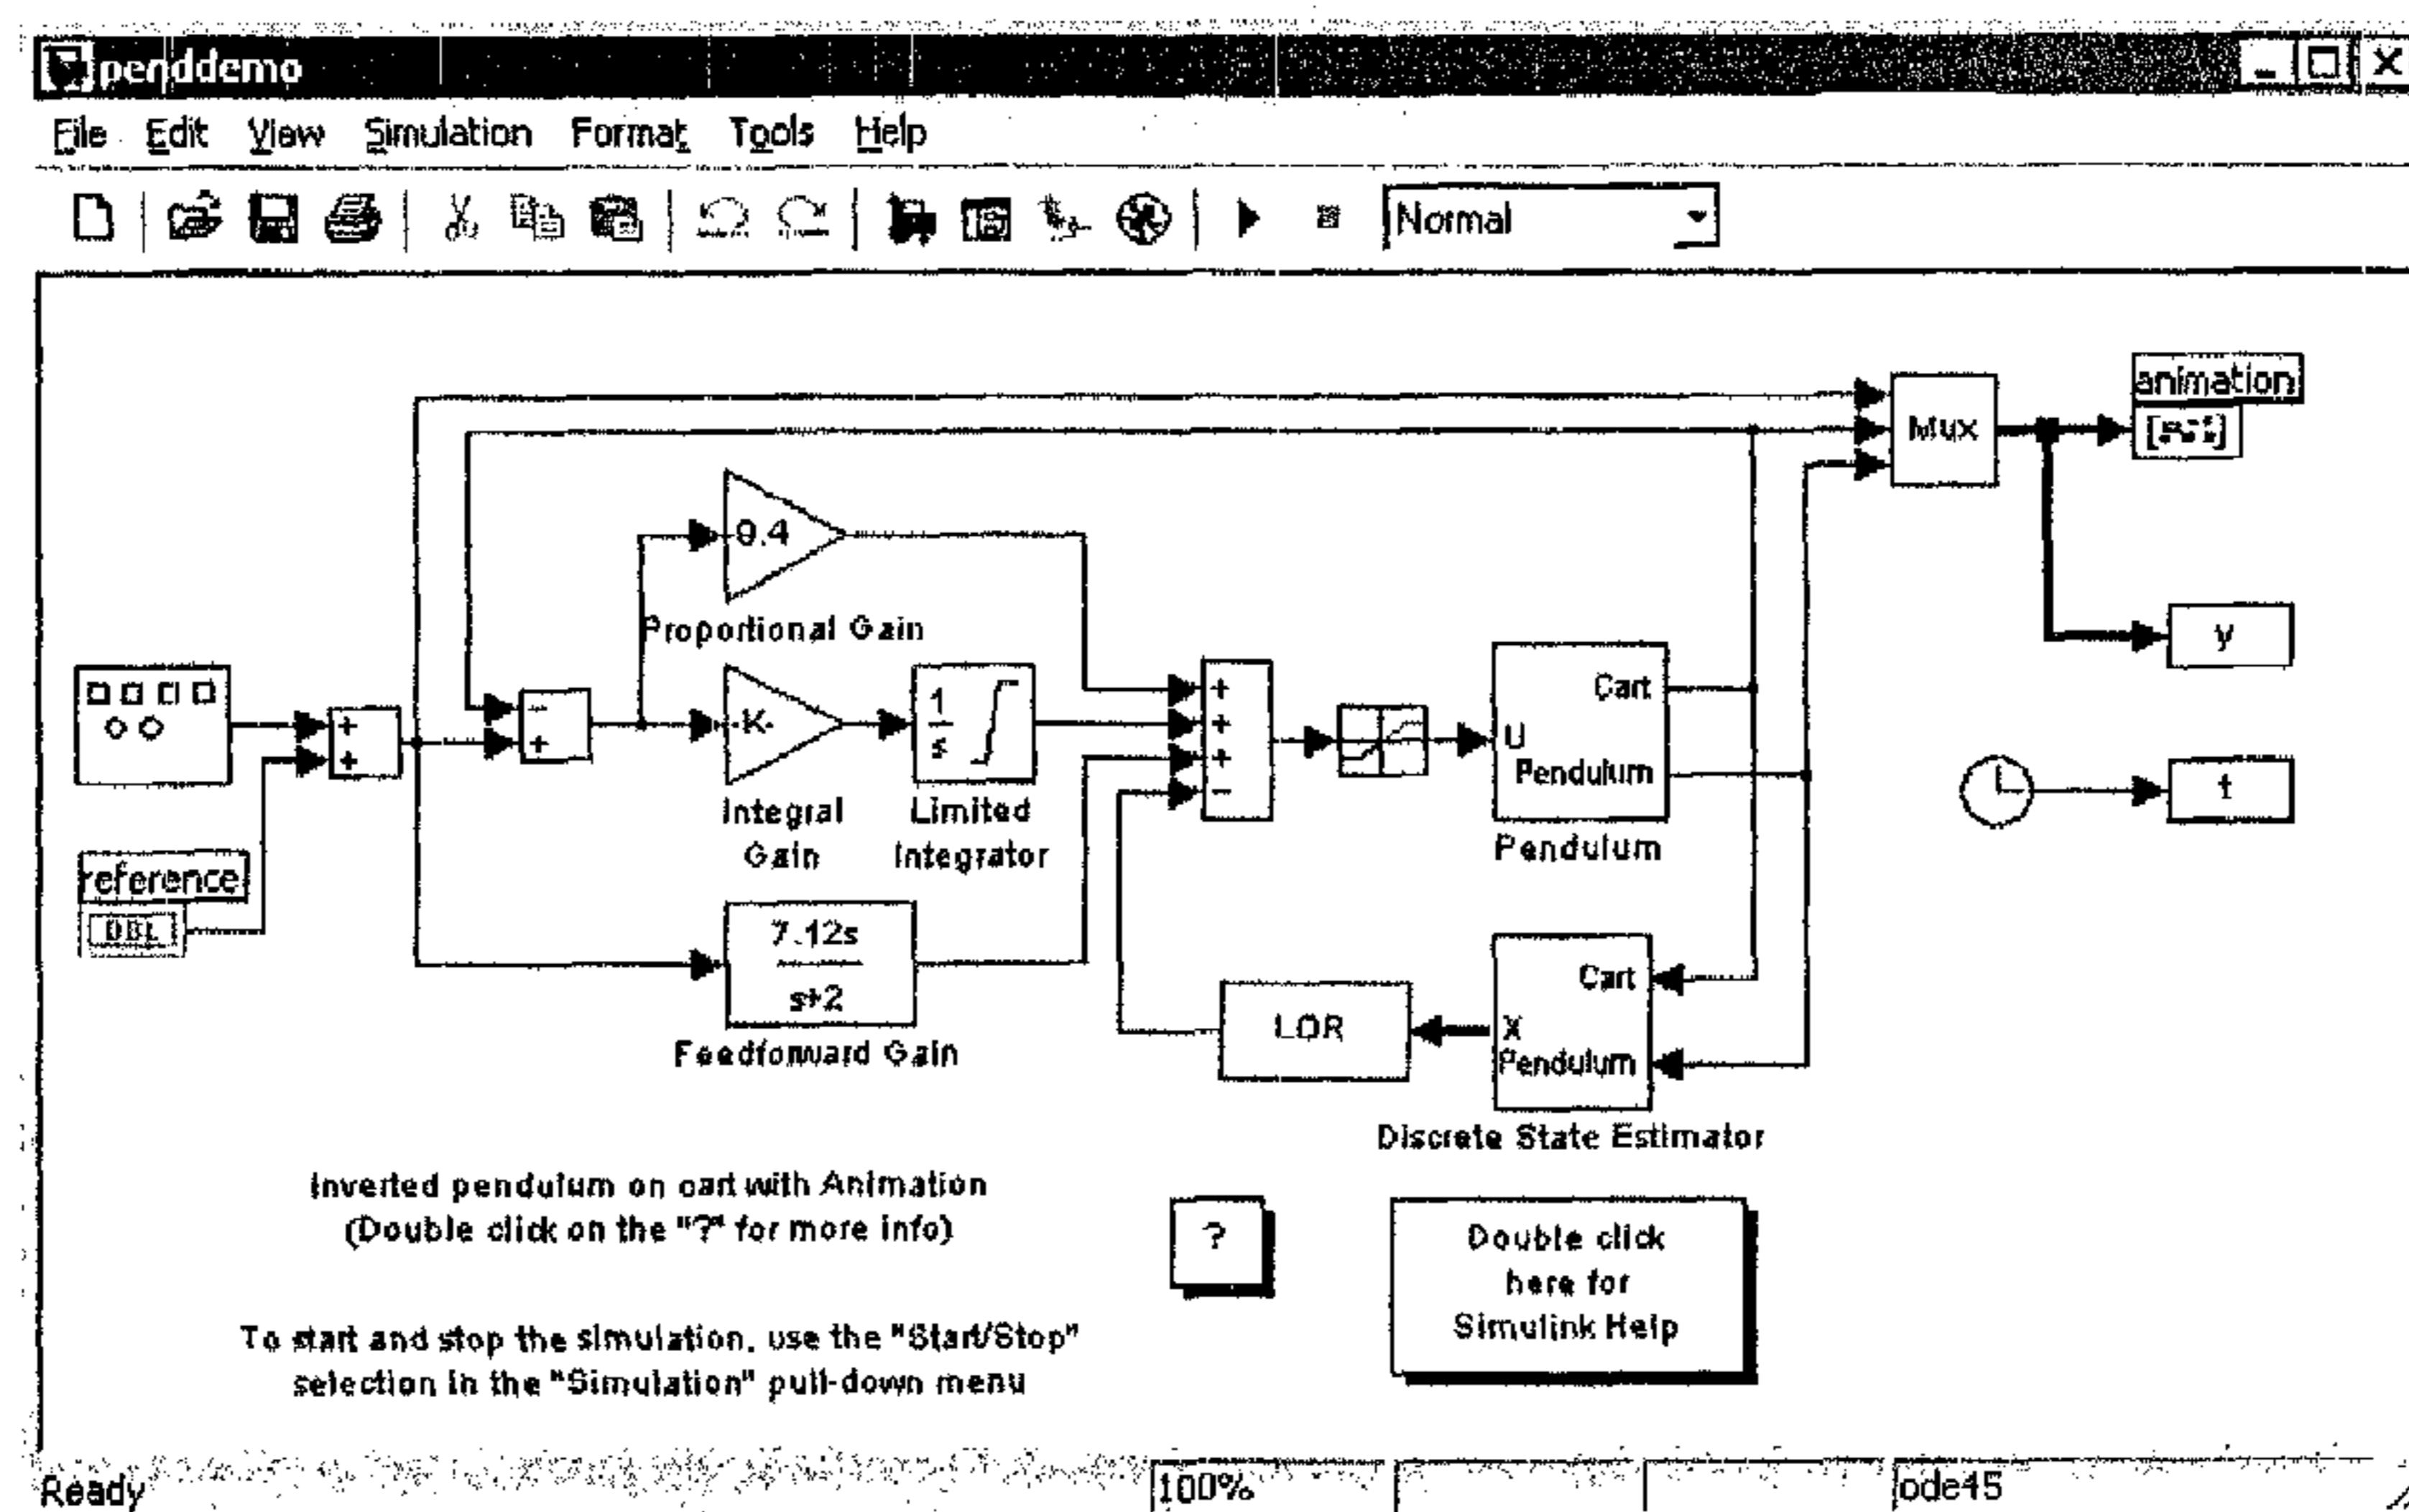 penddemo
File Edit View Simulation Format Tools Help
Normal
animation
Mux
y
Proportional Gain
-K-
1
s
+
+
-
+
+
+
+
-
Cart
U
Pendulum
Pendulum
t
Integral
Gain
Limited
Integrator
reference
DBL
7.12s
s+2
Feedforward Gain
LQR
Cart
X
Pendulum
Discrete State Estimator
Inverted pendulum on cart with Animation
(Double click on the "?" for more info)
?
Double click
here for
Simulink Help
To start and stop the simulation, use the "Start/Stop"
selection in the "Simulation" pull-down menu
Ready
100%
ode45